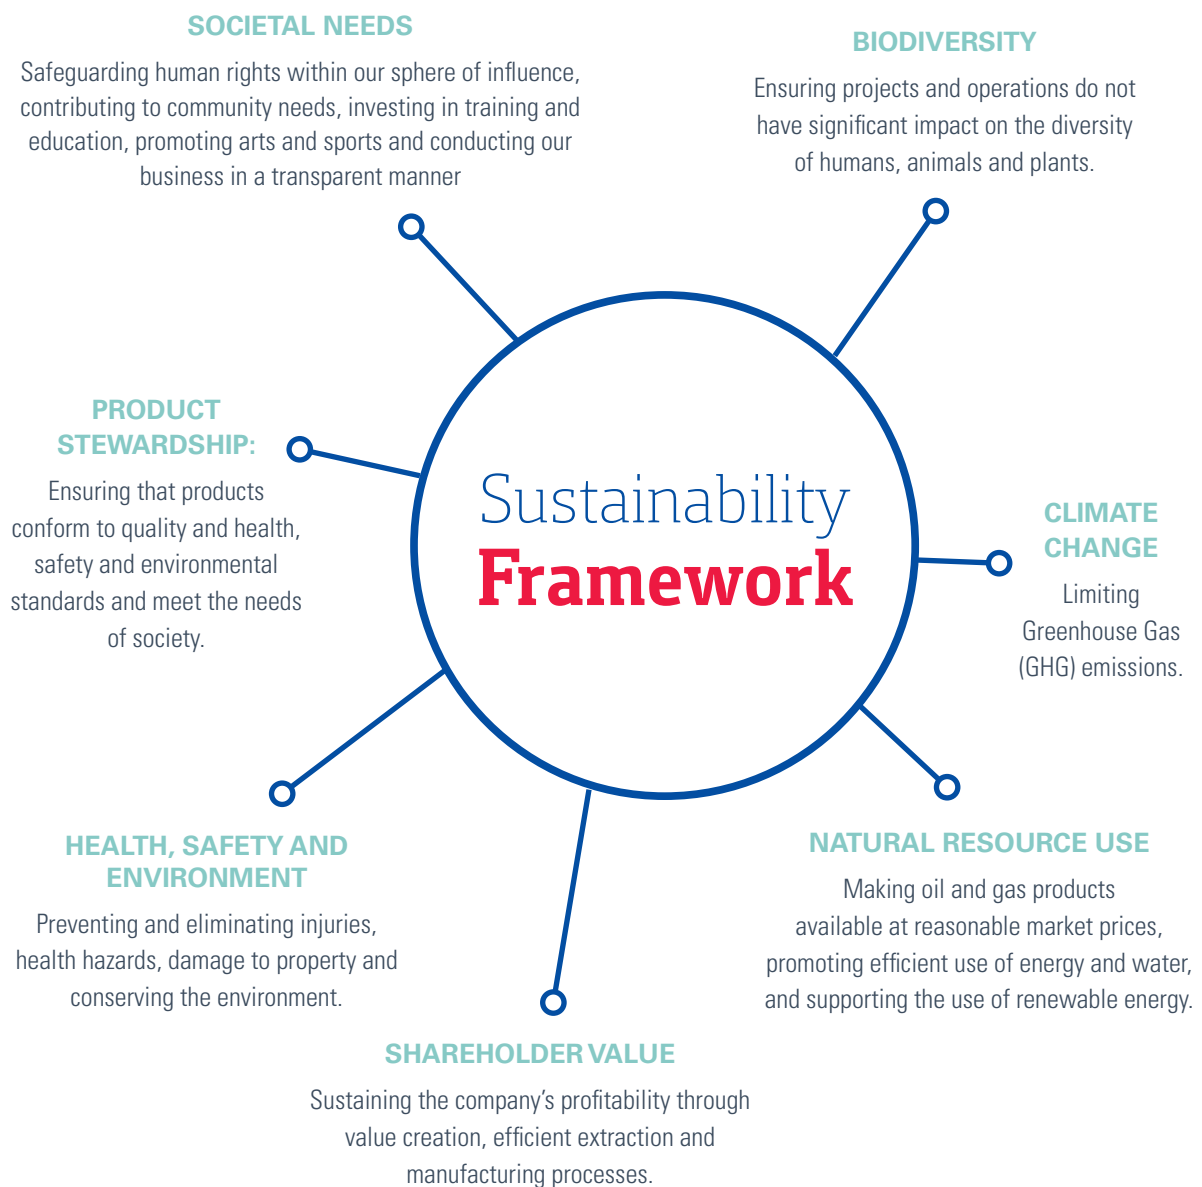 SOCIETAL NEEDS
Safeguarding human rights within our sphere of influence,
contributing to community needs, investing in training and
education, promoting arts and sports and conducting our
business in a transparent manner
BIODIVERSITY
Ensuring projects and operations do not
have significant impact on the diversity
of humans, animals and plants.
PRODUCT
STEWARDSHIP:
Ensuring that products
conform to quality and health,
safety and environmental
standards and meet the needs
of society.
Sustainability
Framework
CLIMATE
CHANGE
Limiting
Greenhouse Gas
(GHG) emissions.
HEALTH, SAFETY AND
ENVIRONMENT
Preventing and eliminating injuries,
health hazards, damage to property and
conserving the environment.
NATURAL RESOURCE USE
Making oil and gas products
available at reasonable market prices,
promoting efficient use of energy and water,
and supporting the use of renewable energy.
SHAREHOLDER VALUE
Sustaining the company's profitability through
value creation, efficient extraction and
manufacturing processes.